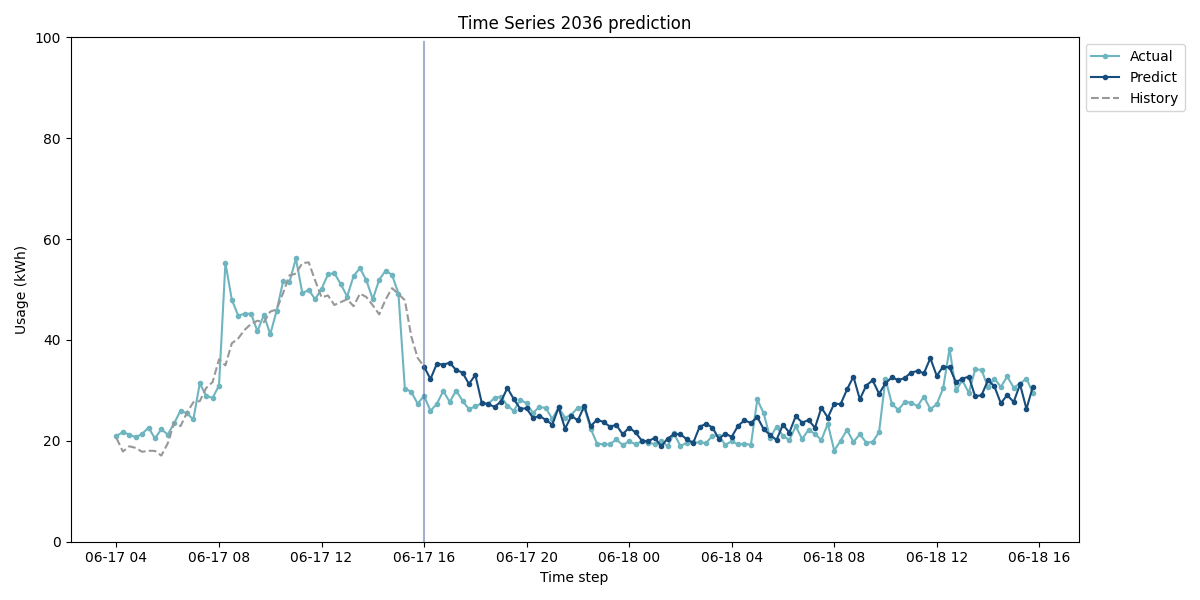 Time Series 2036 prediction
100
80
60
40
20
0
Usage (kWh)
06-17 04
06-17 08
06-17 12
06-17 16
06-17 20
06-18 00
06-18 04
06-18 08
06-18 12
06-18 16
Time step
Actual
Predict
History